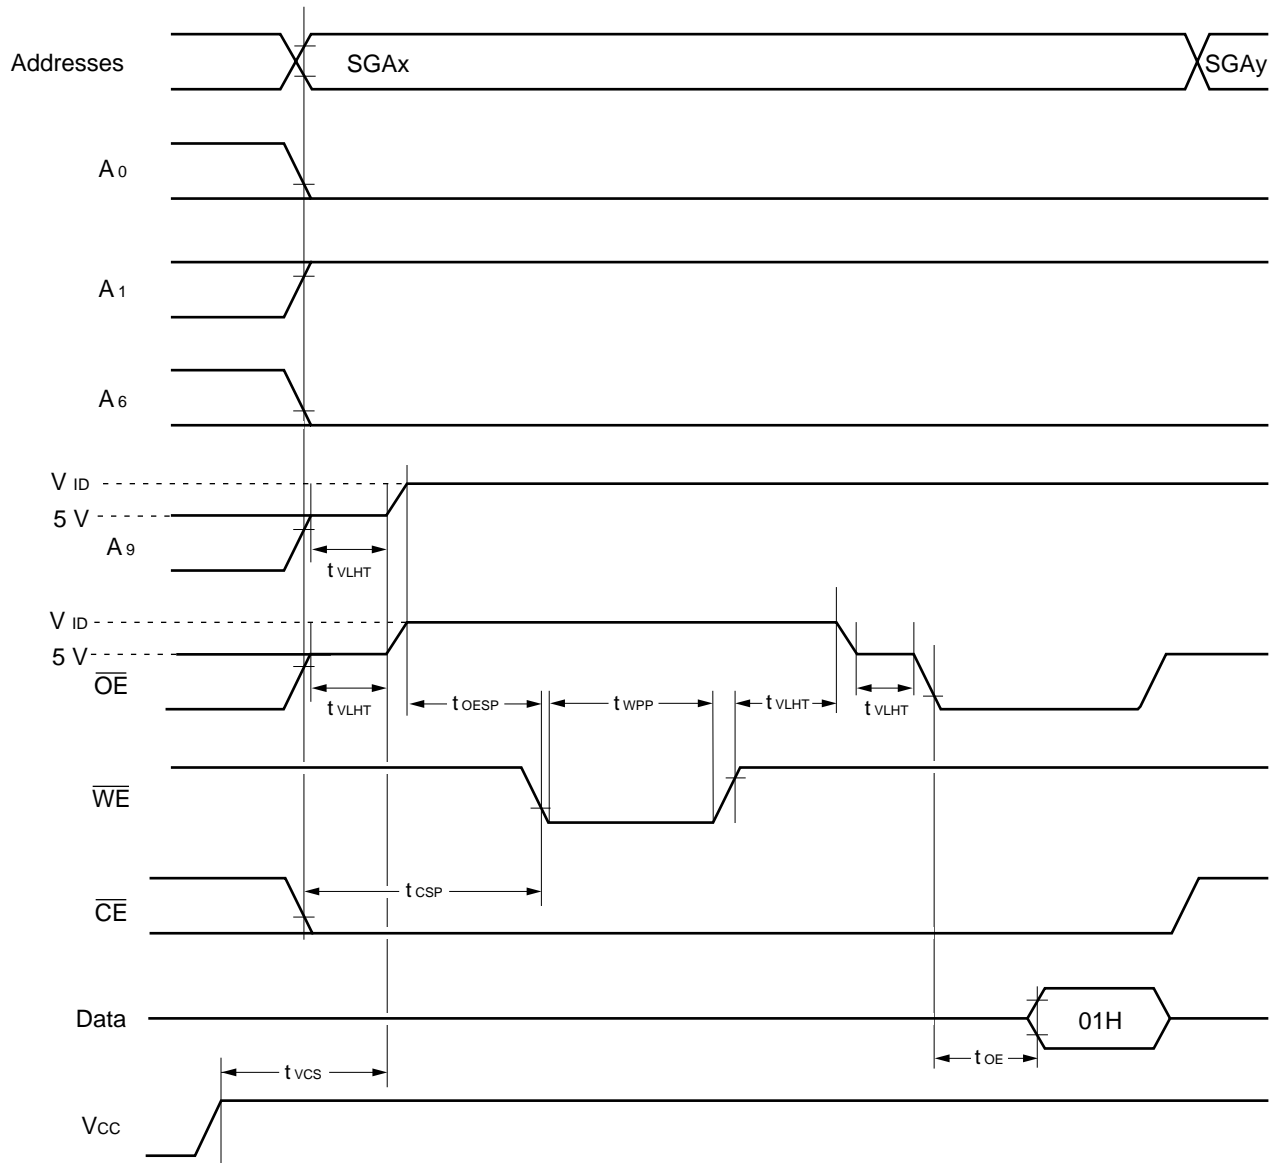 Addresses
SGAx
SGAy
A0
A1
A6
VID
5 V
A9
tVLHT
VID
5 V
OE
tVLHT
tOESP
tWPP
tVLHT
tVLHT
WE
tCSP
CE
Data
01H
tOE
tVCS
VCC